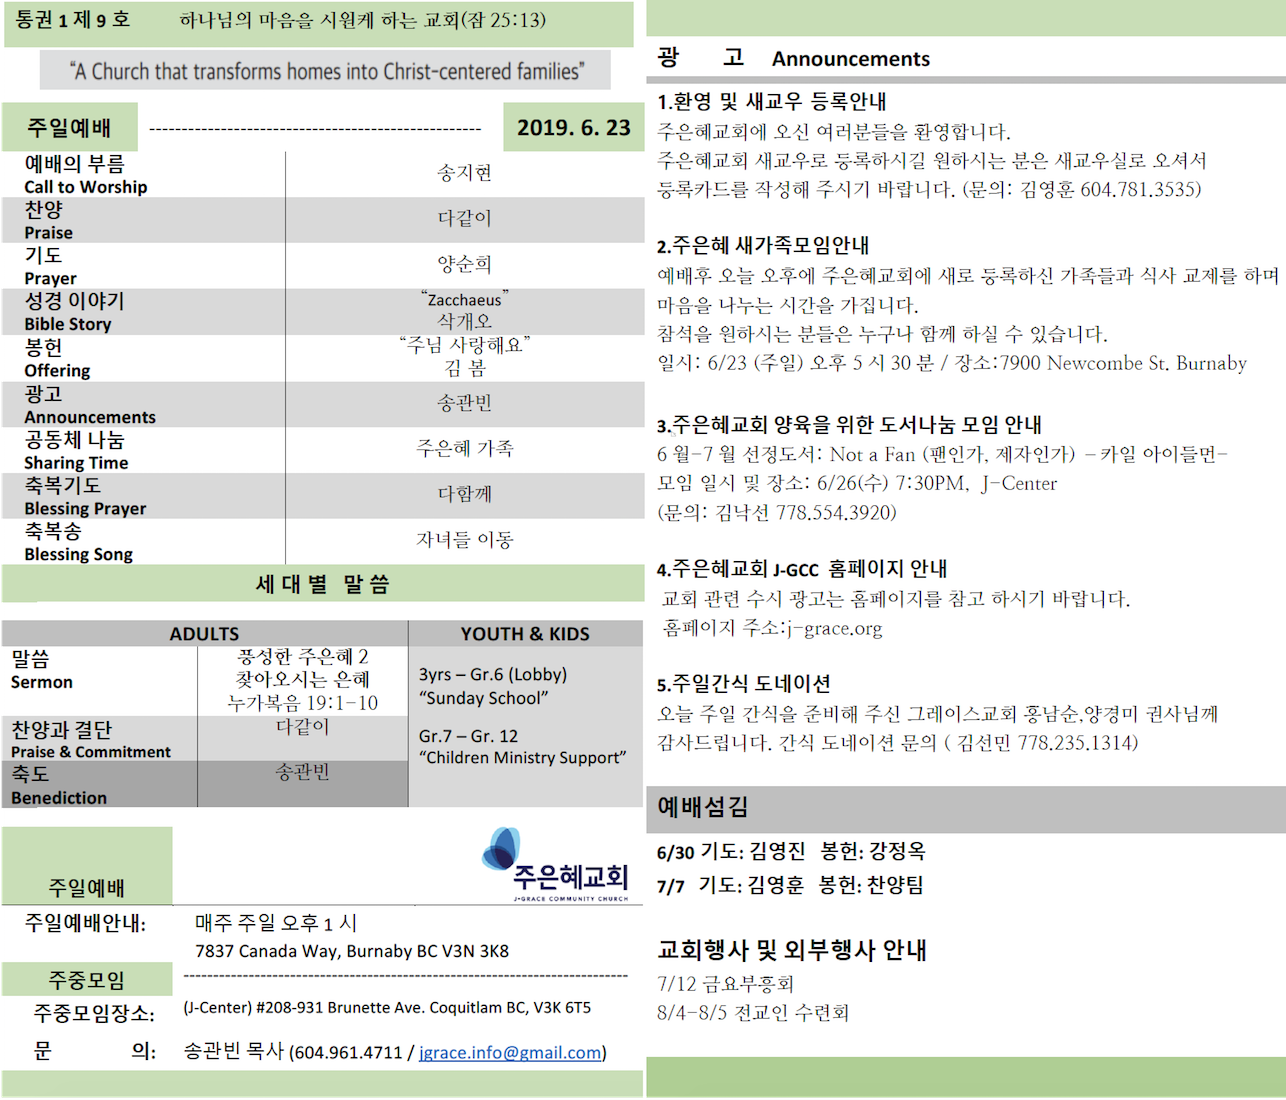 통권 1 제 9 호 하나님의 마음을 시원케 하는 교회(잠 25:13)
“A Church that transforms homes into Christ-centered families”
주일예배 2019. 6. 23
예배의 부름
Call to Worship
송지현
찬양
Praise
다같이
기도
Prayer
양순희
성경 이야기
Bible Story
“Zacchaeus”
삭개오
봉헌
Offering
“주님 사랑해요”
김 봄
광고
Announcements
송관빈
공동체 나눔
Sharing Time
주은혜 가족
축복기도
Blessing Prayer
다함께
축복송
Blessing Song
자녀들 이동
세 대 별 말 씀
ADULTS
YOUTH & KIDS
말씀
Sermon
풍성한 주은혜 2
찾아오시는 은혜
누가복음 19:1-10
찬양과 결단
Praise & Commitment
다같이
축도
Benediction
송관빈
3yrs – Gr.6 (Lobby)
“Sunday School”
Gr.7 – Gr. 12
“Children Ministry Support”
주일예배
주은혜교회
J-GRACE COMMUNITY CHURCH
주일예배안내: 매주 주일 오후 1 시
7837 Canada Way, Burnaby BC V3N 3K8
주중모임
주중모임장소: (J-Center) #208-931 Brunette Ave. Coquitlam BC, V3K 6T5
문 의: 송관빈 목사 (604.961.4711 / jgrace.info@gmail.com)
광 고 Announcements
1.환영 및 새교우 등록안내
주은혜교회에 오신 여러분들을 환영합니다.
주은혜교회 새교우로 등록하시길 원하시는 분은 새교우실로 오셔서
등록카드를 작성해 주시기 바랍니다. (문의: 김영훈 604.781.3535)
2.주은혜 새가족모임안내
예배후 오늘 오후에 주은혜교회에 새로 등록하신 가족들과 식사 교제를 하며
마음을 나누는 시간을 가집니다.
참석을 원하시는 분들은 누구나 함께 하실 수 있습니다.
일시: 6/23 (주일) 오후 5 시 30 분 / 장소:7900 Newcombe St. Burnaby
3.주은혜교회 양육을 위한 도서나눔 모임 안내
6 월-7 월 선정도서: Not a Fan (팬인가, 제자인가) -카일 아이들먼-
모임 일시 및 장소: 6/26(수) 7:30PM, J-Center
(문의: 김낙선 778.554.3920)
4.주은혜교회 J-GCC 홈페이지 안내
교회 관련 수시 광고는 홈페이지를 참고 하시기 바랍니다.
홈페이지 주소:j-grace.org
5.주일간식 도네이션
오늘 주일 간식을 준비해 주신 그레이스교회 홍남순,양경미 권사님께
감사드립니다. 간식 도네이션 문의 ( 김선민 778.235.1314)
예배섬김
6/30 기도: 김영진 봉헌: 강정옥
7/7 기도: 김영훈 봉헌: 찬양팀
교회행사 및 외부행사 안내
7/12 금요부흥회
8/4-8/5 전교인 수련회